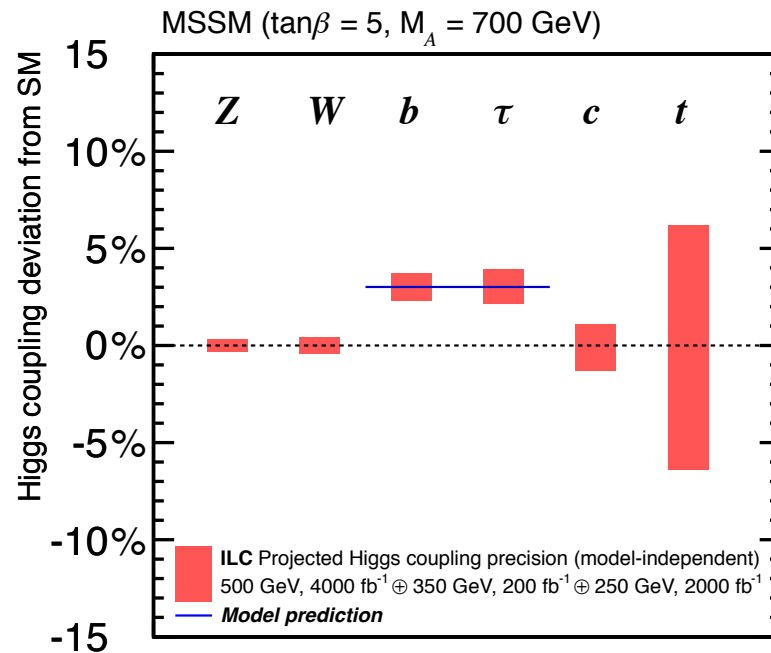 MSSM (tanβ = 5, M_A = 700 GeV)
Higgs coupling deviation from SM
15
10%
5%
0%
-5%
-10%
-15
Z W b τ c t
ILC Projected Higgs coupling precision (model-independent)
500 GeV, 4000 fb⁻¹ ⊕ 350 GeV, 200 fb⁻¹ ⊕ 250 GeV, 2000 fb⁻¹
Model prediction